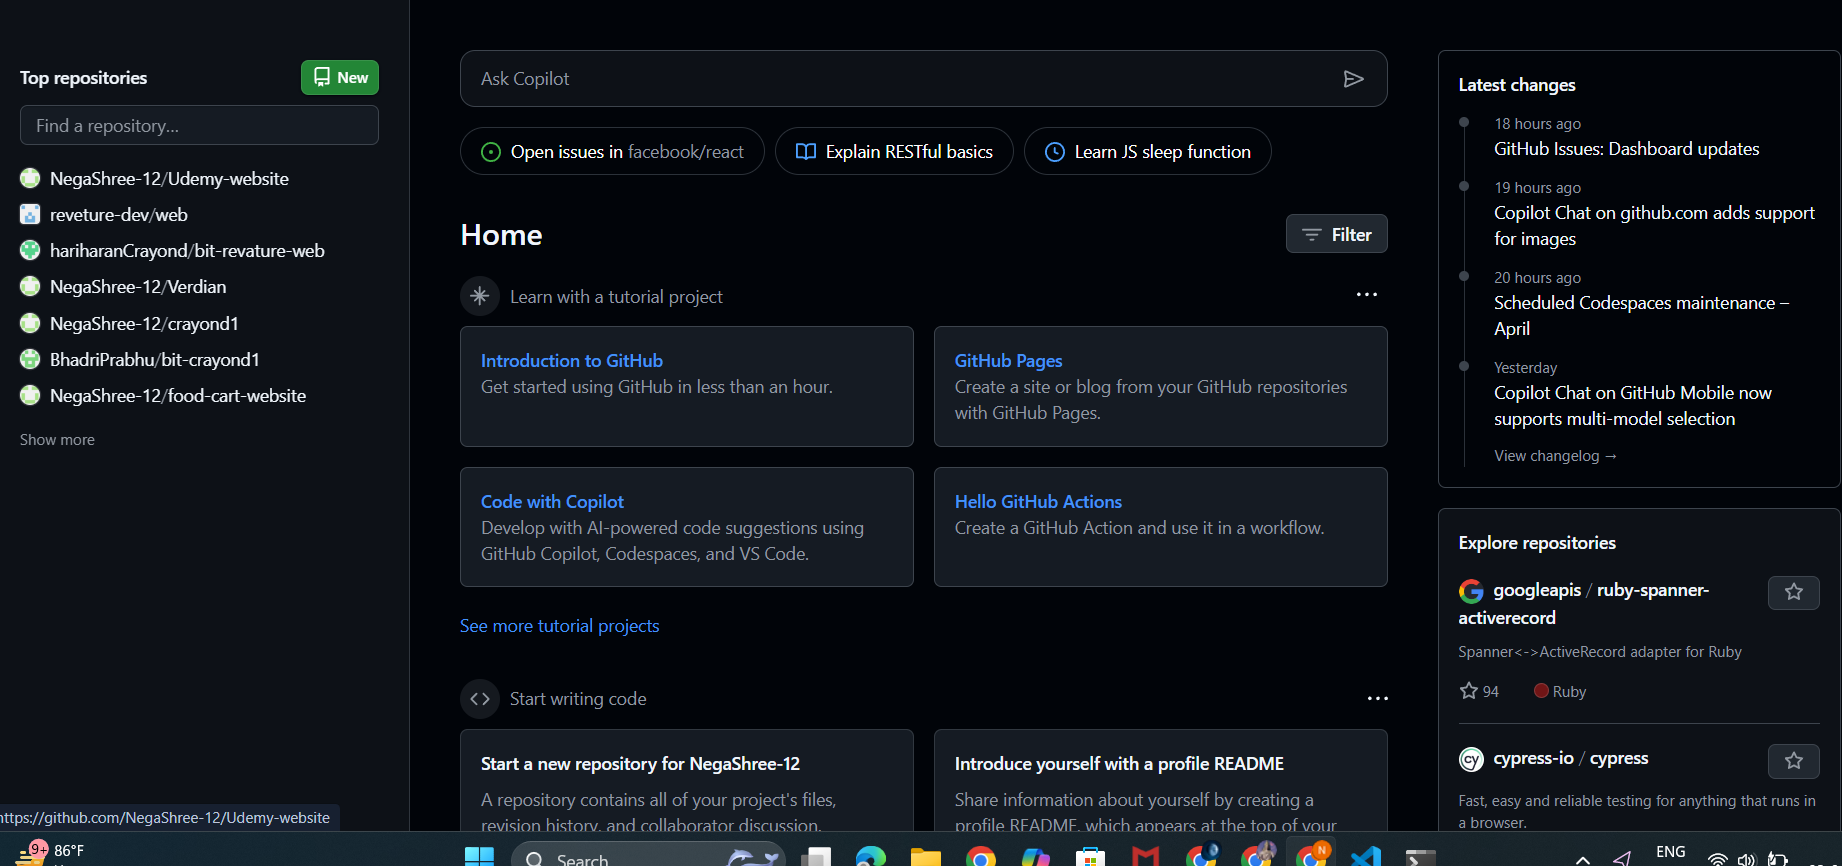 Top repositories
New
Find a repository...
NegaShree-12/Udemy-website
reveture-dev/web
hariharanCrayond/bit-revature-web
NegaShree-12/Verdian
NegaShree-12/crayond1
BhadriPrabhu/bit-crayond1
NegaShree-12/food-cart-website
Show more
Ask Copilot
Open issues in facebook/react
Explain RESTful basics
Learn JS sleep function
Home
Filter
Learn with a tutorial project
Introduction to GitHub
Get started using GitHub in less than an hour.
GitHub Pages
Create a site or blog from your GitHub repositories
with GitHub Pages.
Code with Copilot
Develop with AI-powered code suggestions using
GitHub Copilot, Codespaces, and VS Code.
Hello GitHub Actions
Create a GitHub Action and use it in a workflow.
See more tutorial projects
Start writing code
Start a new repository for NegaShree-12
A repository contains all of your project's files,
revision history, and collaborator discussion.
Introduce yourself with a profile README
Share information about yourself by creating a
profile README, which appears at the top of your
Latest changes
18 hours ago
GitHub Issues: Dashboard updates
19 hours ago
Copilot Chat on github.com adds support
for images
20 hours ago
Scheduled Codespaces maintenance –
April
Yesterday
Copilot Chat on GitHub Mobile now
supports multi-model selection
View changelog →
Explore repositories
googleapis / ruby-spanner-
activerecord
Spanner<->ActiveRecord adapter for Ruby
94
Ruby
cypress-io / cypress
Fast, easy and reliable testing for anything that runs in
a browser.
https://github.com/NegaShree-12/Udemy-website
9+
86°F
Search
N
ENG